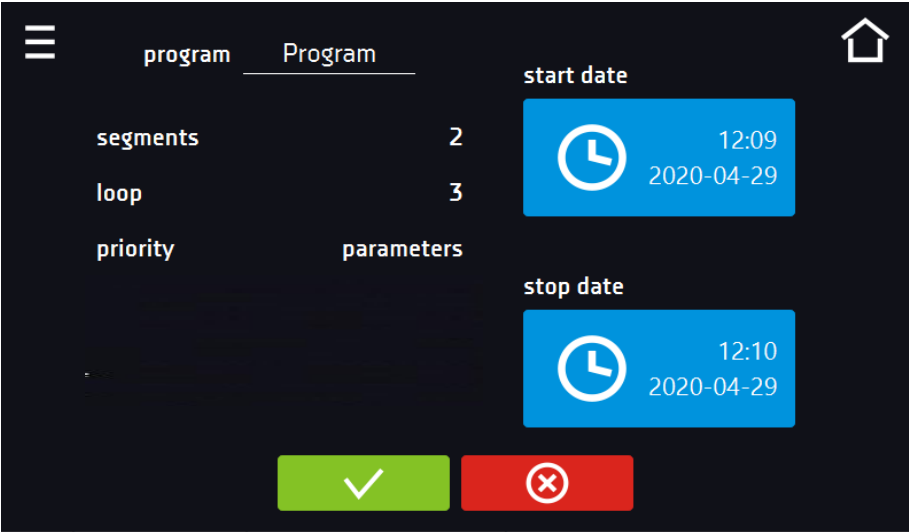 program Program
segments 2
loop 3
priority parameters
start date
12:09
2020-04-29
stop date
12:10
2020-04-29